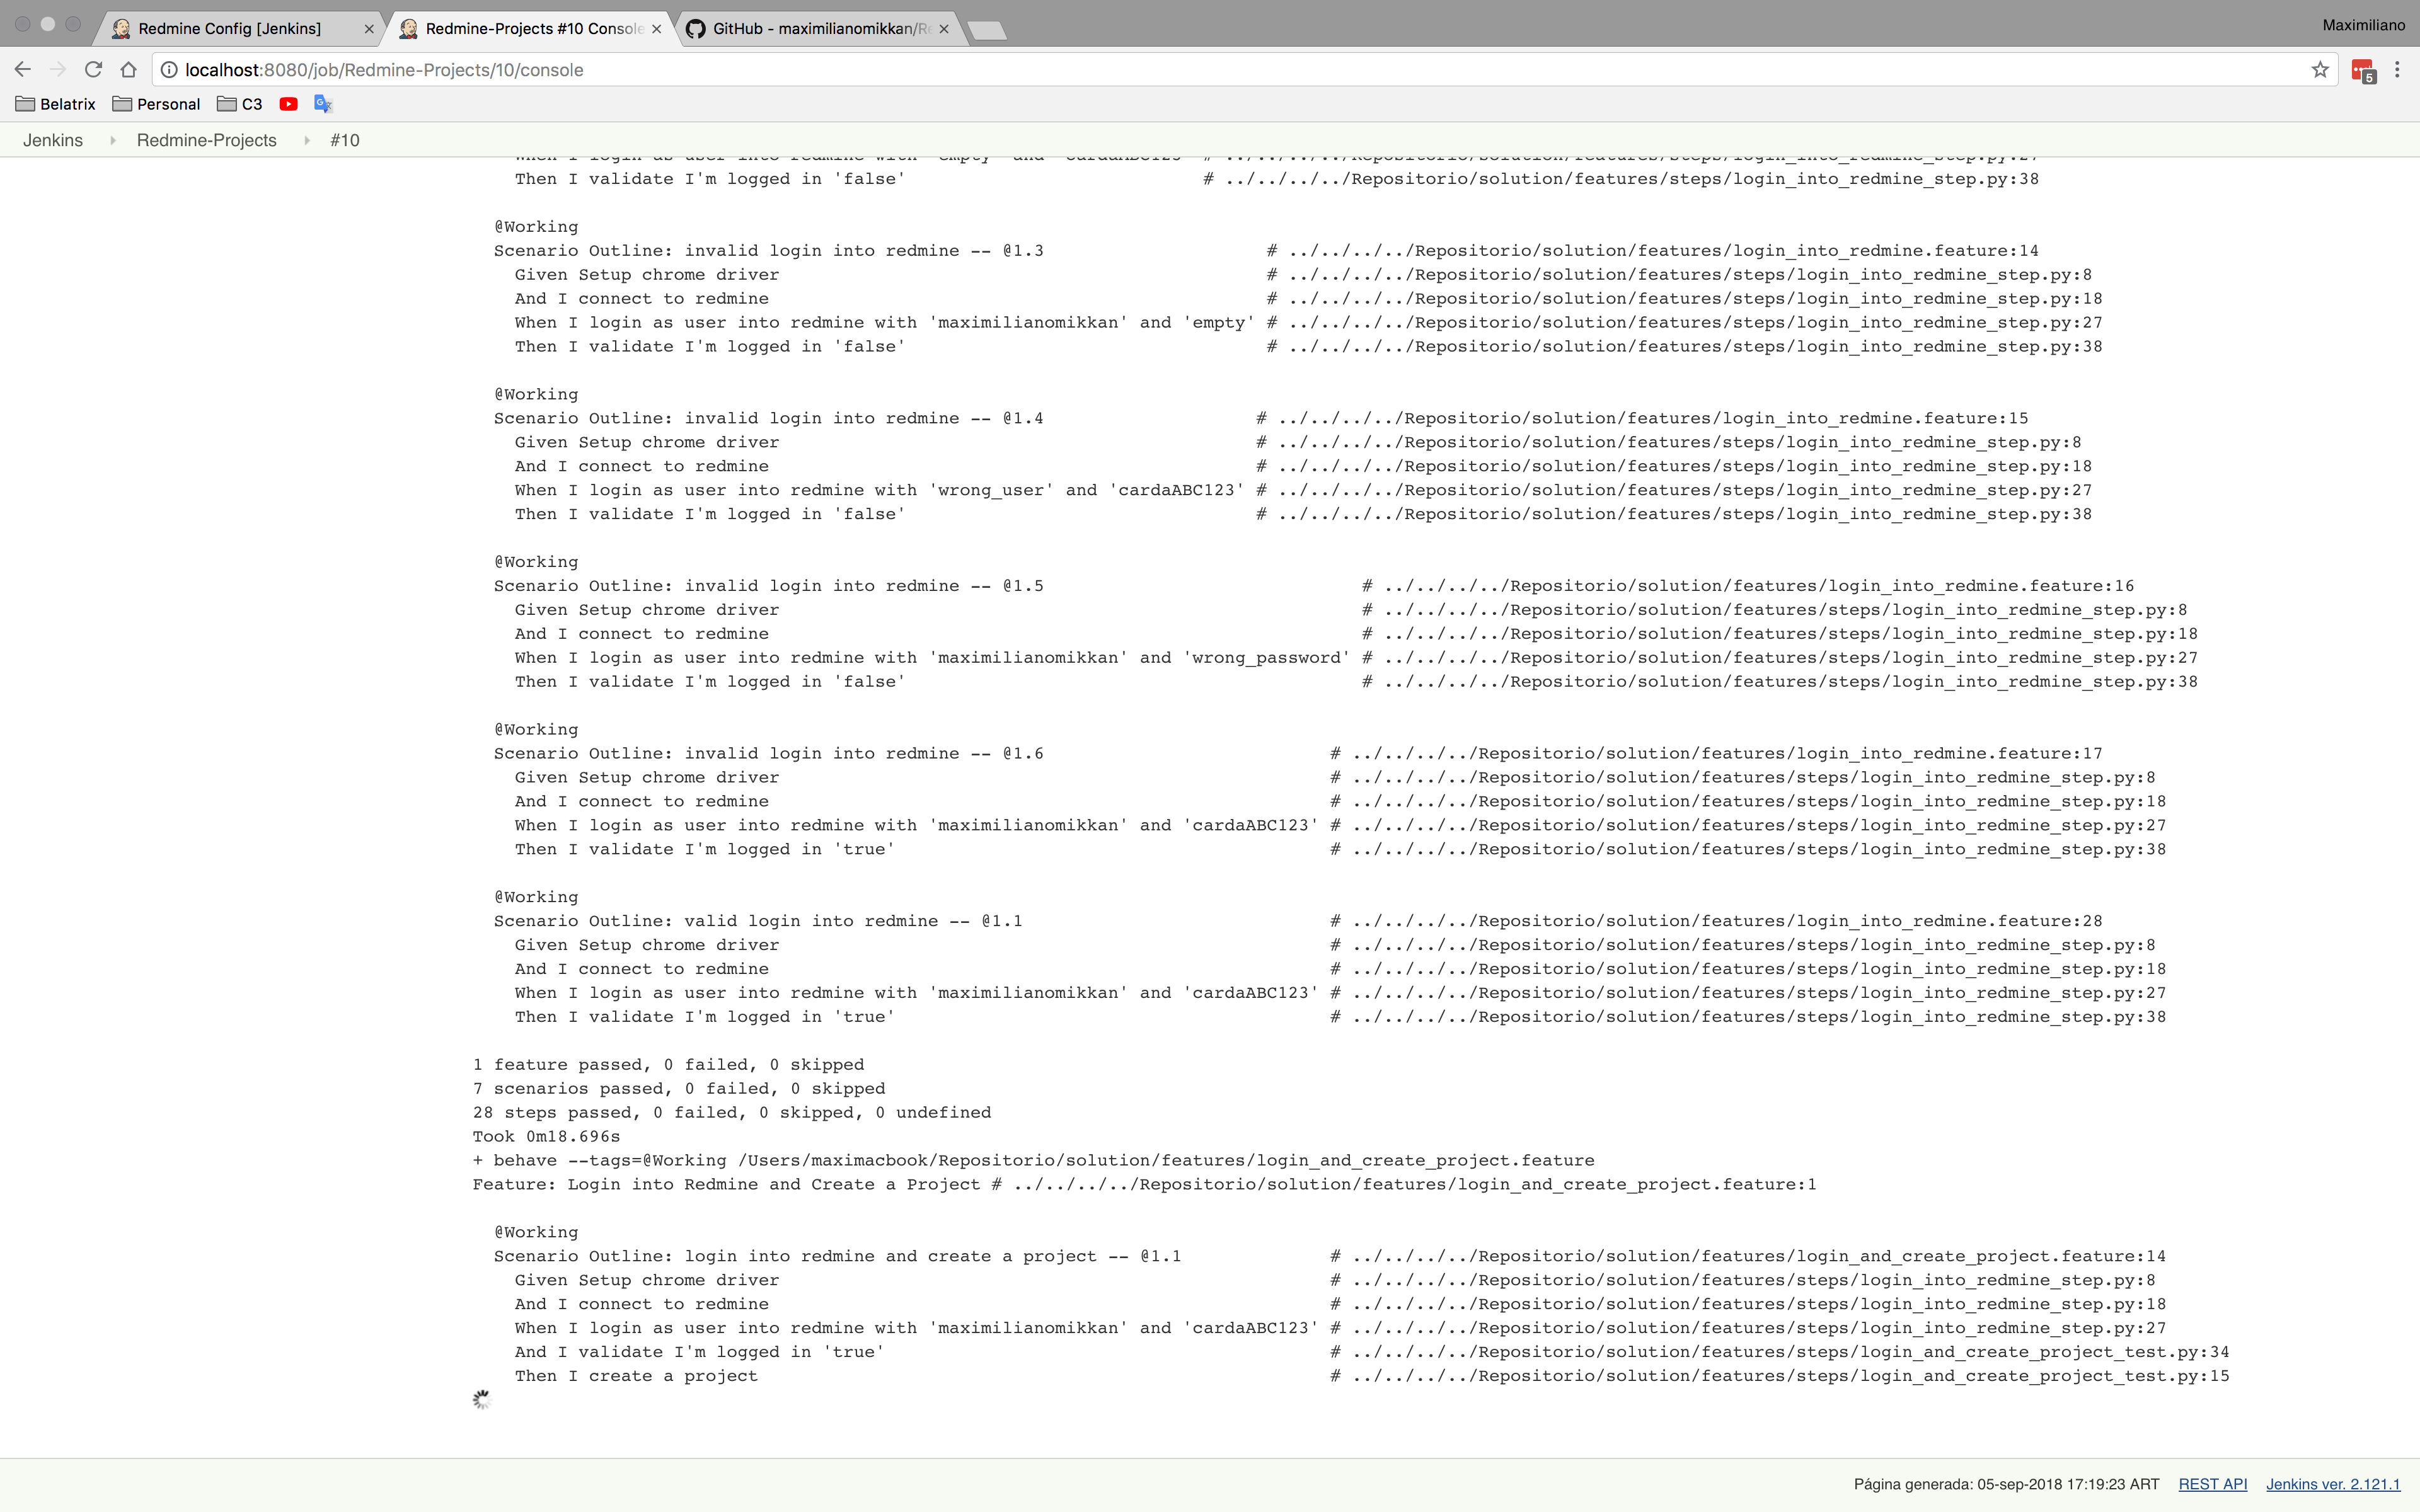 Redmine Config [Jenkins]
Redmine-Projects #10 Console
GitHub - maximilianomikkan/Re
Maximiliano
localhost:8080/job/Redmine-Projects/10/console
5
Belatrix
Personal
C3
Jenkins
Redmine-Projects
#10
When I login as user into redmine with 'empty' and 'cardaABC123' # ../../../../Repositorio/solution/features/steps/login_into_redmine_step.py:27
Then I validate I'm logged in 'false' # ../../../../Repositorio/solution/features/steps/login_into_redmine_step.py:38
@Working
Scenario Outline: invalid login into redmine -- @1.3 # ../../../../Repositorio/solution/features/login_into_redmine.feature:14
Given Setup chrome driver # ../../../../Repositorio/solution/features/steps/login_into_redmine_step.py:8
And I connect to redmine # ../../../../Repositorio/solution/features/steps/login_into_redmine_step.py:18
When I login as user into redmine with 'maximilianomikkan' and 'empty' # ../../../../Repositorio/solution/features/steps/login_into_redmine_step.py:27
Then I validate I'm logged in 'false' # ../../../../Repositorio/solution/features/steps/login_into_redmine_step.py:38
@Working
Scenario Outline: invalid login into redmine -- @1.4 # ../../../../Repositorio/solution/features/login_into_redmine.feature:15
Given Setup chrome driver # ../../../../Repositorio/solution/features/steps/login_into_redmine_step.py:8
And I connect to redmine # ../../../../Repositorio/solution/features/steps/login_into_redmine_step.py:18
When I login as user into redmine with 'wrong_user' and 'cardaABC123' # ../../../../Repositorio/solution/features/steps/login_into_redmine_step.py:27
Then I validate I'm logged in 'false' # ../../../../Repositorio/solution/features/steps/login_into_redmine_step.py:38
@Working
Scenario Outline: invalid login into redmine -- @1.5 # ../../../../Repositorio/solution/features/login_into_redmine.feature:16
Given Setup chrome driver # ../../../../Repositorio/solution/features/steps/login_into_redmine_step.py:8
And I connect to redmine # ../../../../Repositorio/solution/features/steps/login_into_redmine_step.py:18
When I login as user into redmine with 'maximilianomikkan' and 'wrong_password' # ../../../../Repositorio/solution/features/steps/login_into_redmine_step.py:27
Then I validate I'm logged in 'false' # ../../../../Repositorio/solution/features/steps/login_into_redmine_step.py:38
@Working
Scenario Outline: invalid login into redmine -- @1.6 # ../../../../Repositorio/solution/features/login_into_redmine.feature:17
Given Setup chrome driver # ../../../../Repositorio/solution/features/steps/login_into_redmine_step.py:8
And I connect to redmine # ../../../../Repositorio/solution/features/steps/login_into_redmine_step.py:18
When I login as user into redmine with 'maximilianomikkan' and 'cardaABC123' # ../../../../Repositorio/solution/features/steps/login_into_redmine_step.py:27
Then I validate I'm logged in 'true' # ../../../../Repositorio/solution/features/steps/login_into_redmine_step.py:38
@Working
Scenario Outline: valid login into redmine -- @1.1 # ../../../../Repositorio/solution/features/login_into_redmine.feature:28
Given Setup chrome driver # ../../../../Repositorio/solution/features/steps/login_into_redmine_step.py:8
And I connect to redmine # ../../../../Repositorio/solution/features/steps/login_into_redmine_step.py:18
When I login as user into redmine with 'maximilianomikkan' and 'cardaABC123' # ../../../../Repositorio/solution/features/steps/login_into_redmine_step.py:27
Then I validate I'm logged in 'true' # ../../../../Repositorio/solution/features/steps/login_into_redmine_step.py:38
1 feature passed, 0 failed, 0 skipped
7 scenarios passed, 0 failed, 0 skipped
28 steps passed, 0 failed, 0 skipped, 0 undefined
Took 0m18.696s
+ behave --tags=@Working /Users/maximacbook/Repositorio/solution/features/login_and_create_project.feature
Feature: Login into Redmine and Create a Project # ../../../../Repositorio/solution/features/login_and_create_project.feature:1
@Working
Scenario Outline: login into redmine and create a project -- @1.1 # ../../../../Repositorio/solution/features/login_and_create_project.feature:14
Given Setup chrome driver # ../../../../Repositorio/solution/features/steps/login_into_redmine_step.py:8
And I connect to redmine # ../../../../Repositorio/solution/features/steps/login_into_redmine_step.py:18
When I login as user into redmine with 'maximilianomikkan' and 'cardaABC123' # ../../../../Repositorio/solution/features/steps/login_into_redmine_step.py:27
And I validate I'm logged in 'true' # ../../../../Repositorio/solution/features/steps/login_and_create_project_test.py:34
Then I create a project # ../../../../Repositorio/solution/features/steps/login_and_create_project_test.py:15
Página generada: 05-sep-2018 17:19:23 ART REST API Jenkins ver. 2.121.1